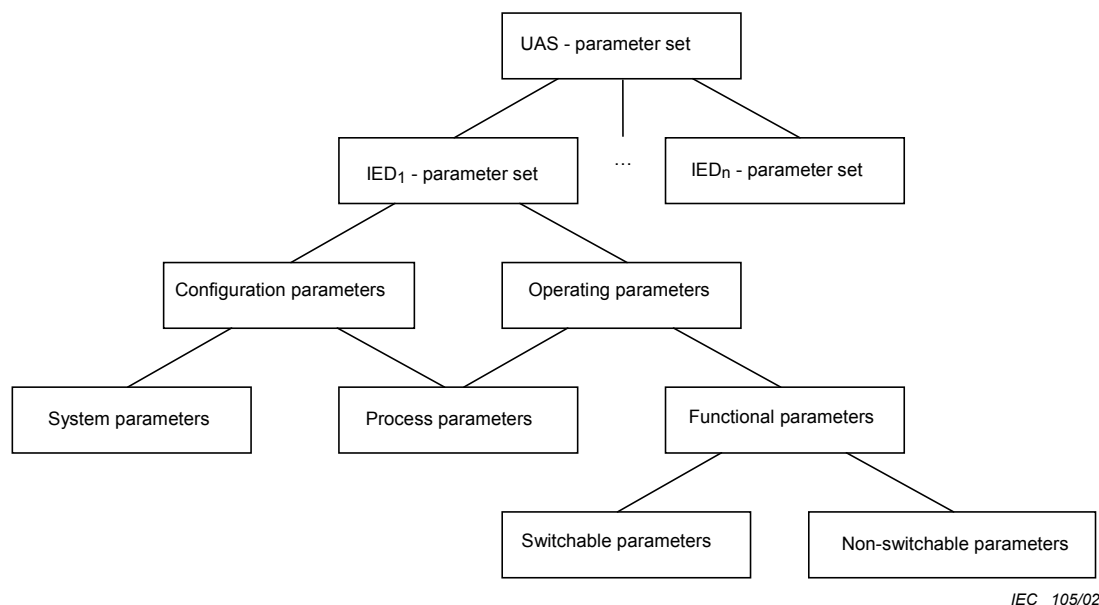 UAS - parameter set
IED1 - parameter set
...
IEDn - parameter set
Configuration parameters
Operating parameters
System parameters
Process parameters
Functional parameters
Switchable parameters
Non-switchable parameters
IEC 105/02